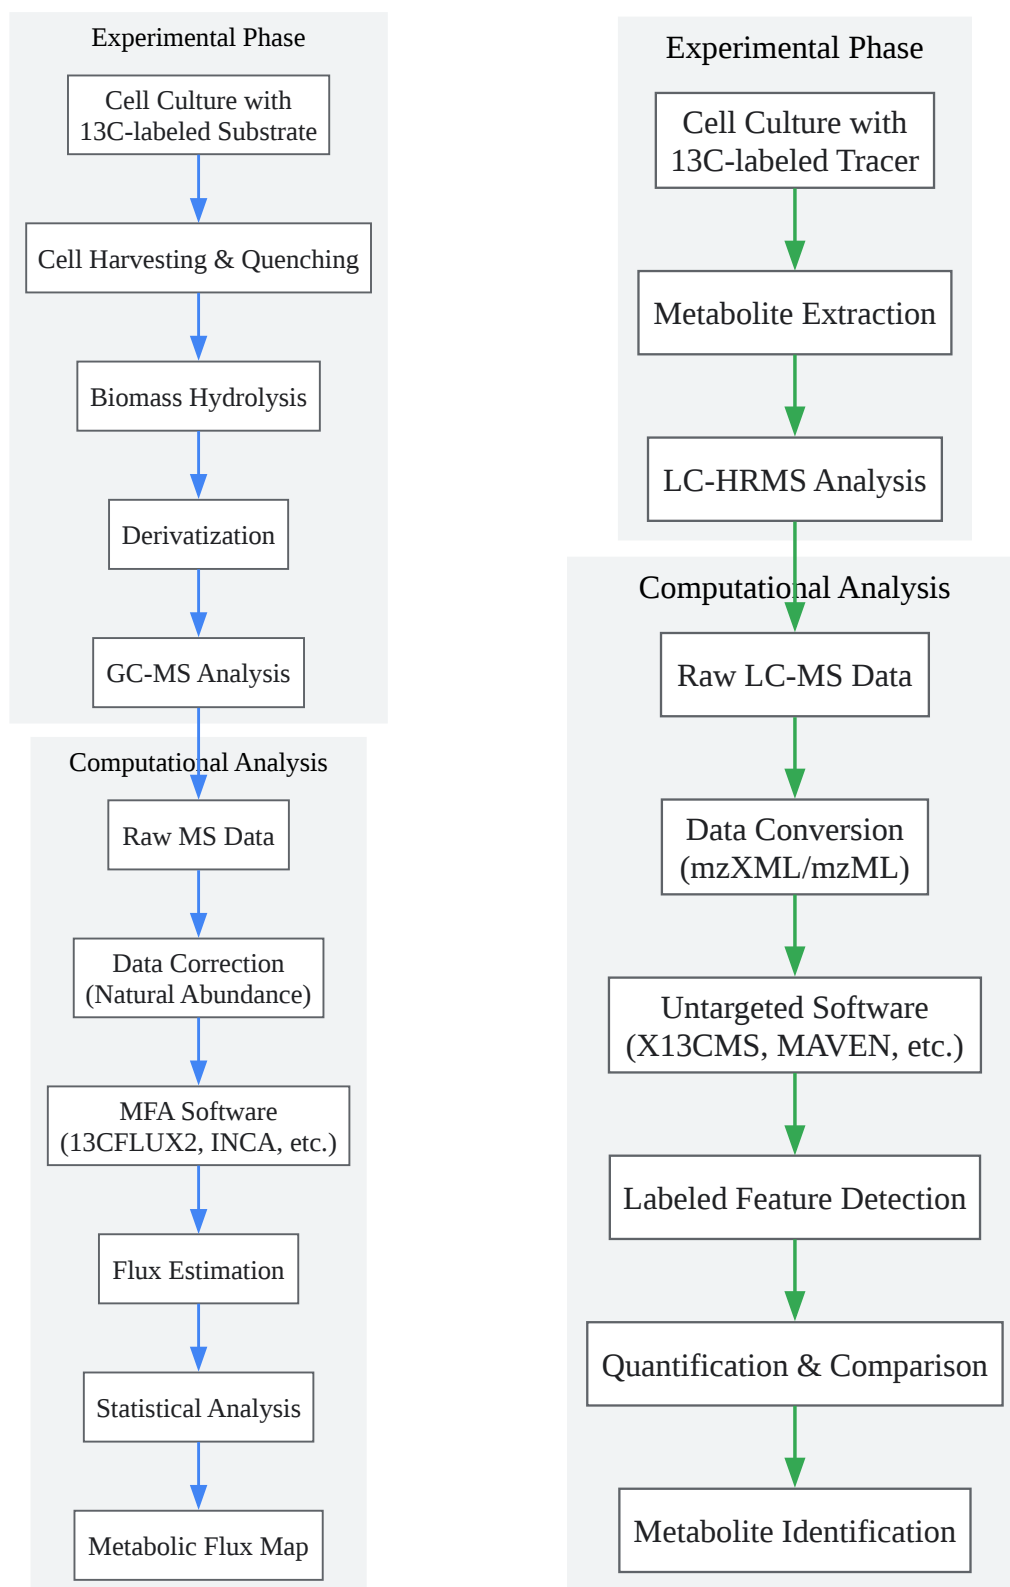 Experimental Phase
Cell Culture with
13C-labeled Substrate
Cell Harvesting & Quenching
Biomass Hydrolysis
Derivatization
GC-MS Analysis
Computational Analysis
Raw MS Data
Data Correction
(Natural Abundance)
MFA Software
(13CFLUX2, INCA, etc.)
Flux Estimation
Statistical Analysis
Metabolic Flux Map
Experimental Phase
Cell Culture with
13C-labeled Tracer
Metabolite Extraction
LC-HRMS Analysis
Computational Analysis
Raw LC-MS Data
Data Conversion
(mzXML/mzML)
Untargeted Software
(X13CMS, MAVEN, etc.)
Labeled Feature Detection
Quantification & Comparison
Metabolite Identification